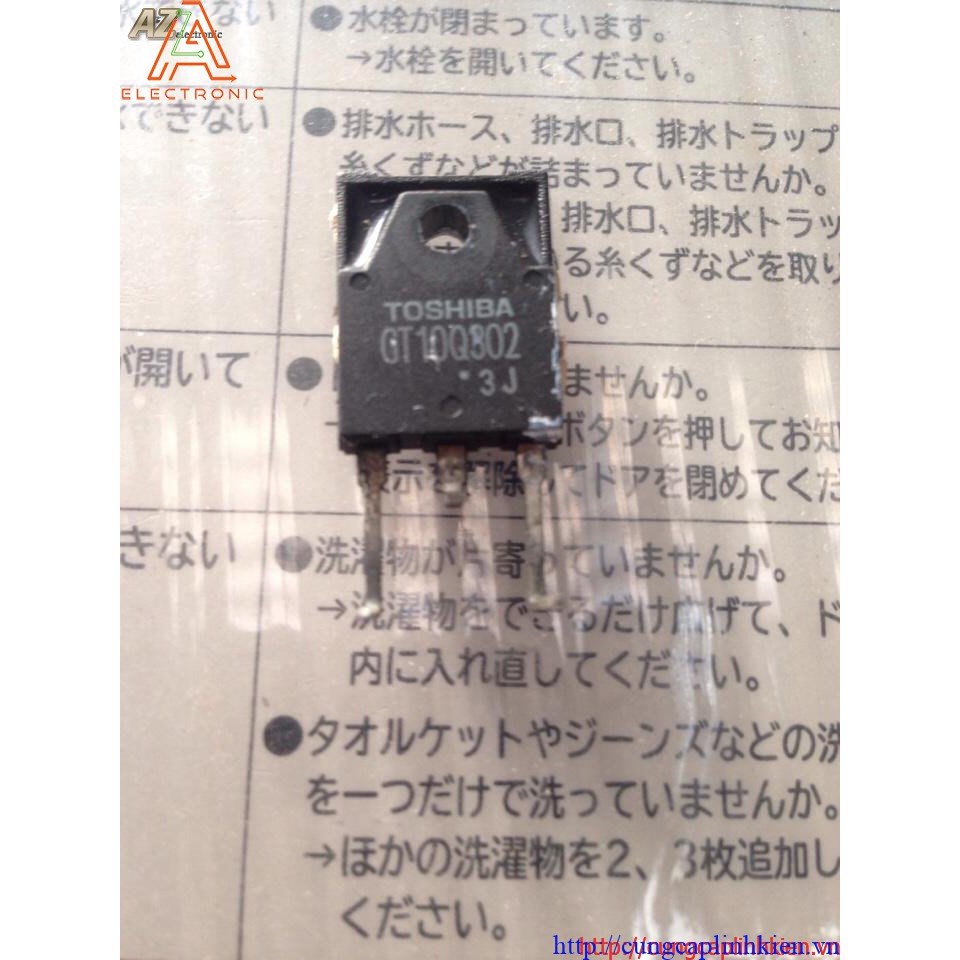 AZZA
electronic
ELECTRONIC
ない
●水栓が閉まっています。
→水栓を開いてください。
できない
●排水ホース、排水口、排水トラップ
糸くずなどが詰まっていませんか。
排水口、排水トラッ
る糸くずなどを取り
い。
TOSHIBA
GT10Q302
3J
が開いて
●
ませんか。
ボタンを押してお知
表示を解除 てドアを閉めてくだ
きない
●洗濯物が片寄っていませんか。
→洗濯物をできるだけ広げて、ド
内に入れ直してください。
●タオルケットやジーンズなどの洗
を一つだけで洗っていませんか。
→ほかの洗濯物を2、3枚追加し
ください。
http://cungcaplinhkien.vn